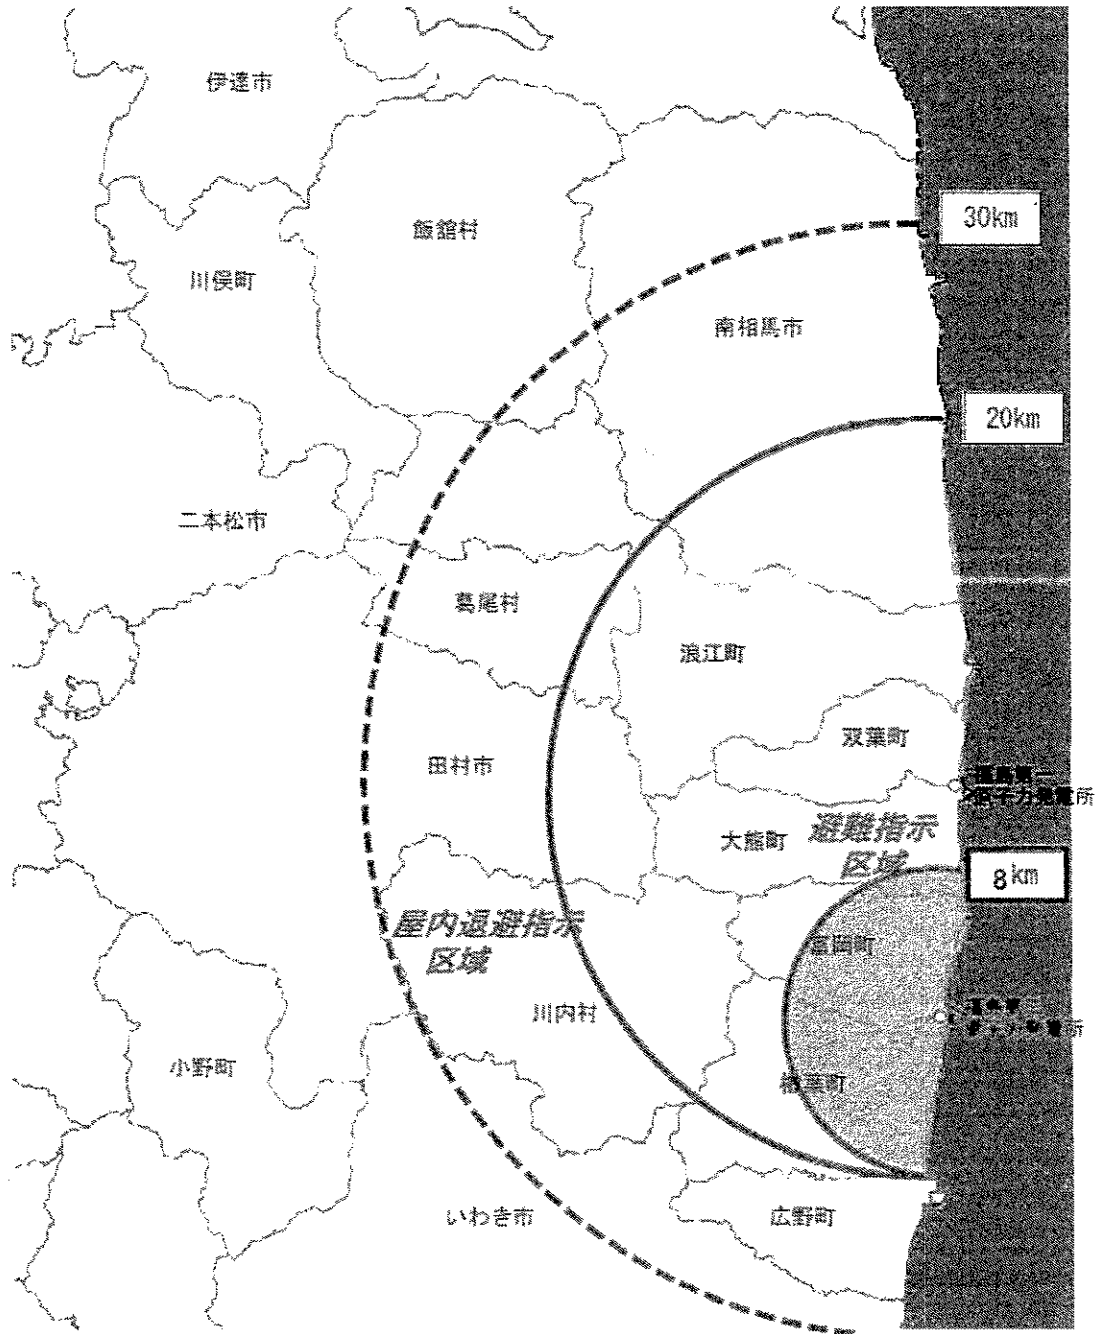 伊達市
飯舘村
30km
川俣町
南相馬市
20km
二本松市
葛尾村
浪江町
双葉町
田村市
福島第一
原子力発電所
大熊町
避難指示
区域
8km
屋内退避指示
区域
富岡町
川内村
小野町
楢葉町
いわき市
広野町